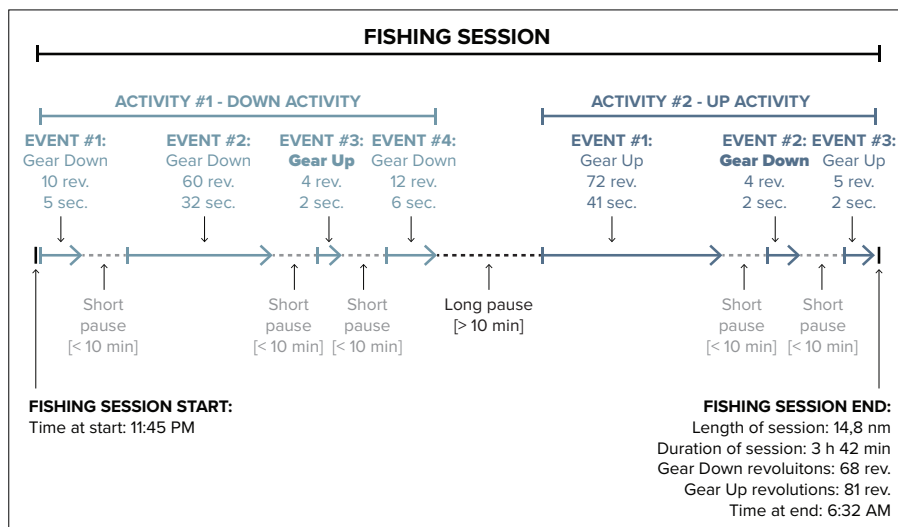 FISHING SESSION
ACTIVITY #1 - DOWN ACTIVITY
EVENT #1:
Gear Down
10 rev.
5 sec.
EVENT #2:
Gear Down
60 rev.
32 sec.
EVENT #3:
Gear Up
4 rev.
2 sec.
EVENT #4:
Gear Down
12 rev.
6 sec.
ACTIVITY #2 - UP ACTIVITY
EVENT #1:
Gear Up
72 rev.
41 sec.
EVENT #2:
Gear Down
4 rev.
2 sec.
EVENT #3:
Gear Up
5 rev.
2 sec.
Short
pause
[< 10 min]
Short
pause
[< 10 min]
Short
pause
[< 10 min]
Long pause
[> 10 min]
Short
pause
[< 10 min]
Short
pause
[< 10 min]
FISHING SESSION START:
Time at start: 11:45 PM
FISHING SESSION END:
Length of session: 14,8 nm
Duration of session: 3 h 42 min
Gear Down revoluitons: 68 rev.
Gear Up revolutions: 81 rev.
Time at end: 6:32 AM